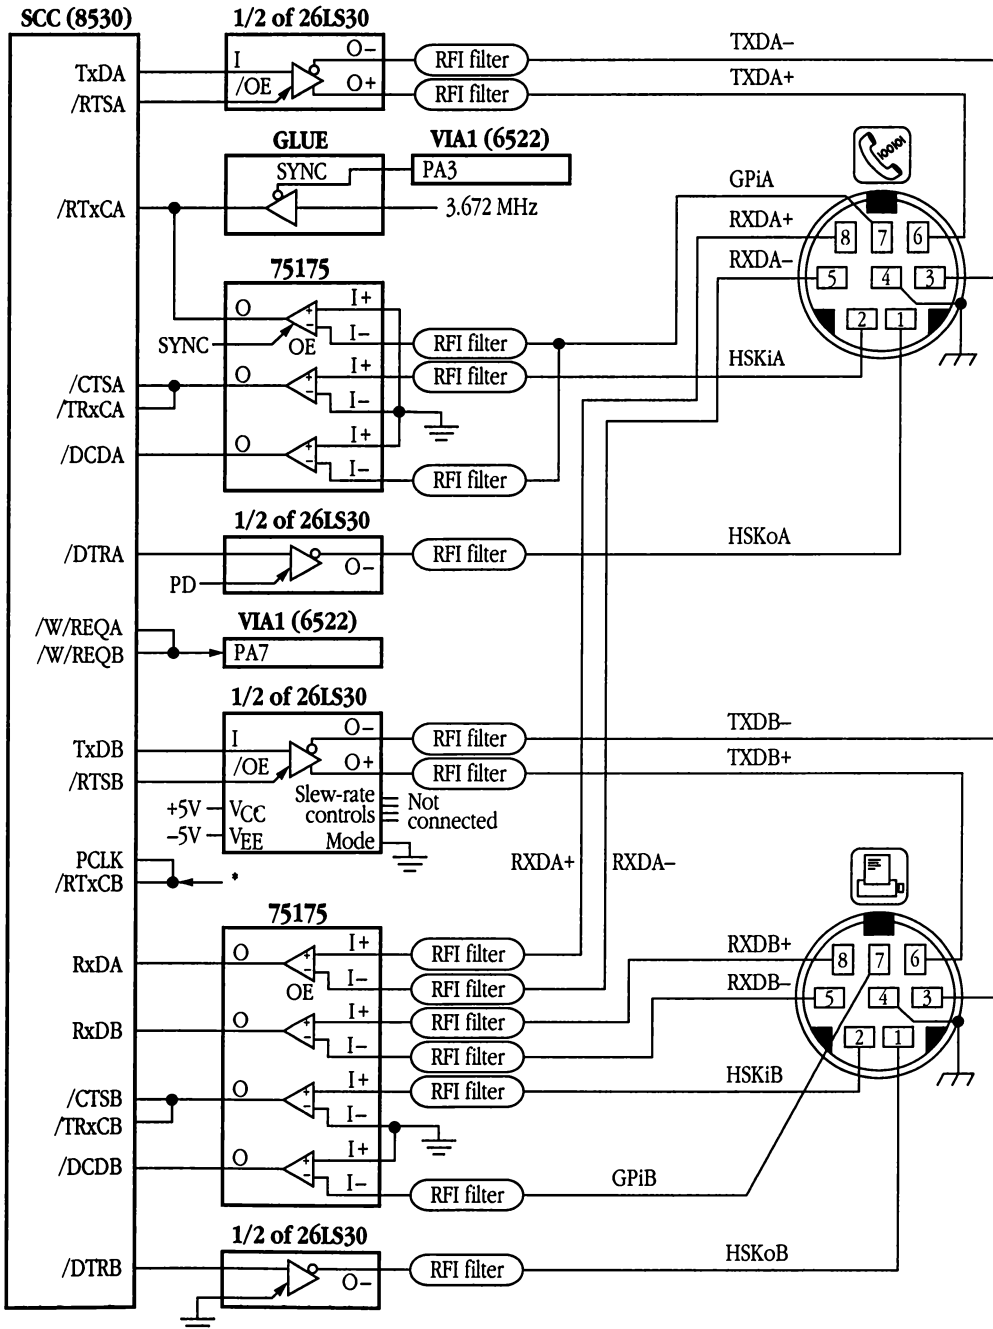 SCC (8530)
1/2 of 26LS30
TxDA
I
O–
RFI filter
TXDA–
/OE
O+
RFI filter
TXDA+
/RTSA
GLUE
VIA1 (6522)
SYNC
PA3
/RTxCA
3.672 MHz
GPiA
RXDA+
RXDA–
8
7
6
5
4
3
2
1
75175
O
I+
+
–
I–
RFI filter
SYNC
OE
/CTSA
O
I+
+
–
RFI filter
HSKiA
/TRxCA
I–
O
I+
+
–
/DCDA
I–
RFI filter
1/2 of 26LS30
/DTRA
O–
RFI filter
HSKoA
PD
VIA1 (6522)
/W/REQA
/W/REQB
PA7
1/2 of 26LS30
TxDB
I
O–
RFI filter
TXDB–
/OE
O+
RFI filter
TXDB+
/RTSB
+5V
VCC
Slew-rate
controls
Not
connected
–5V
VEE
Mode
PCLK
/RTxCB
*
RXDA+
RXDA–
75175
RxDA
O
I+
+
–
RFI filter
OE
I–
RFI filter
RXDB+
RXDB–
8
7
6
5
4
3
2
1
RxDB
O
I+
+
–
RFI filter
I–
RFI filter
/CTSB
O
I+
+
–
RFI filter
HSKiB
/TRxCB
I–
/DCDB
O
I+
+
–
I–
RFI filter
GPiB
1/2 of 26LS30
/DTRB
O–
RFI filter
HSKoB